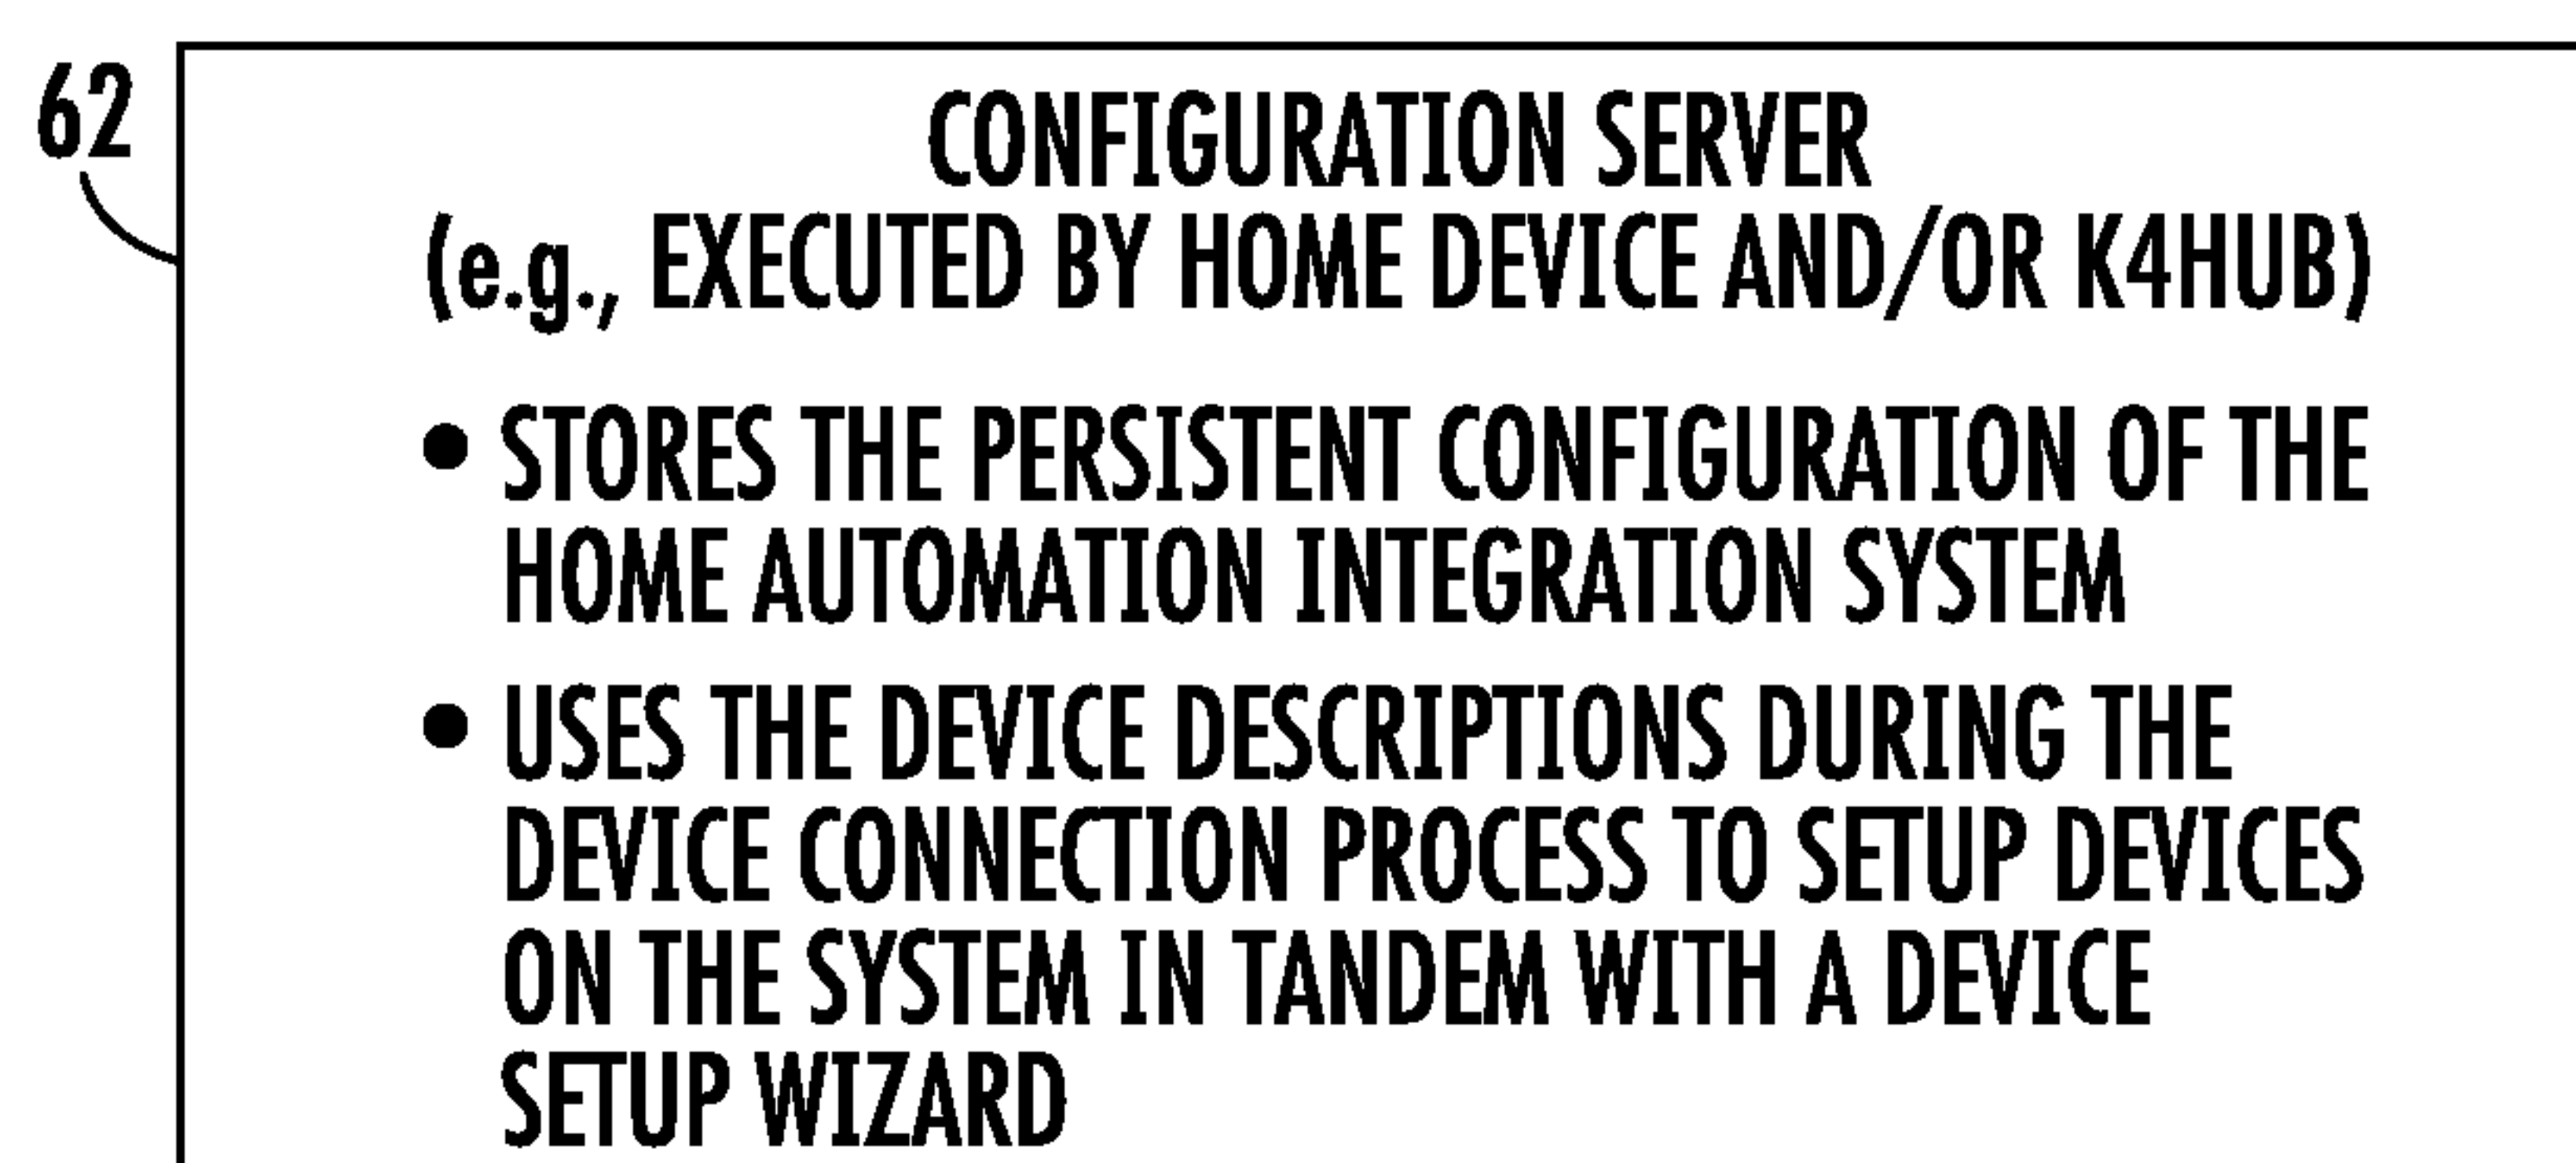 62
CONFIGURATION SERVER
(e.g., EXECUTED BY HOME DEVICE AND/OR K4HUB)
• STORES THE PERSISTENT CONFIGURATION OF THE
HOME AUTOMATION INTEGRATION SYSTEM
• USES THE DEVICE DESCRIPTIONS DURING THE
DEVICE CONNECTION PROCESS TO SETUP DEVICES
ON THE SYSTEM IN TANDEM WITH A DEVICE
SETUP WIZARD